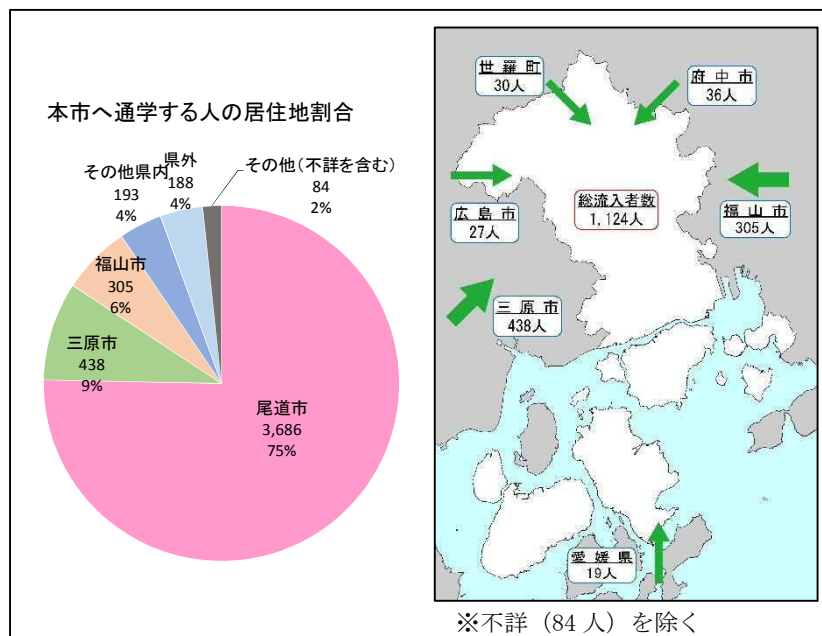 本市へ通学する人の居住地割合
その他(不詳を含む)
84
2%
県外
188
4%
その他県内
193
4%
福山市
305
6%
三原市
438
9%
尾道市
3,686
75%
世羅町
30人
府中市
36人
広島市
27人
総流入者数
1,124人
福山市
305人
三原市
438人
愛媛県
19人
※不詳（84 人）を除く